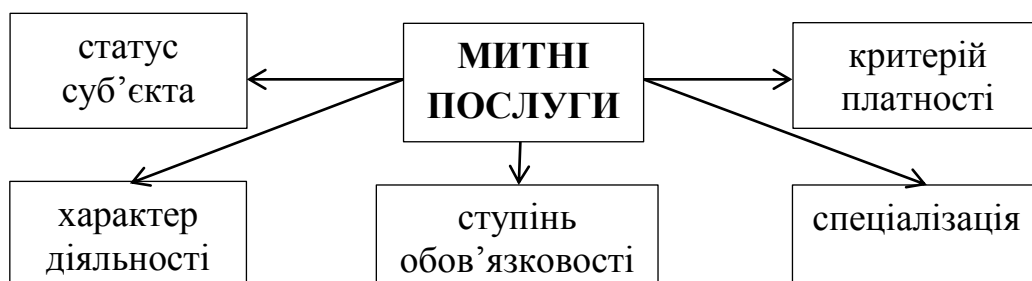 статус
суб’єкта
МИТНІ
ПОСЛУГИ
критерій
платності
характер
діяльності
ступінь
обов’язковості
спеціалізація